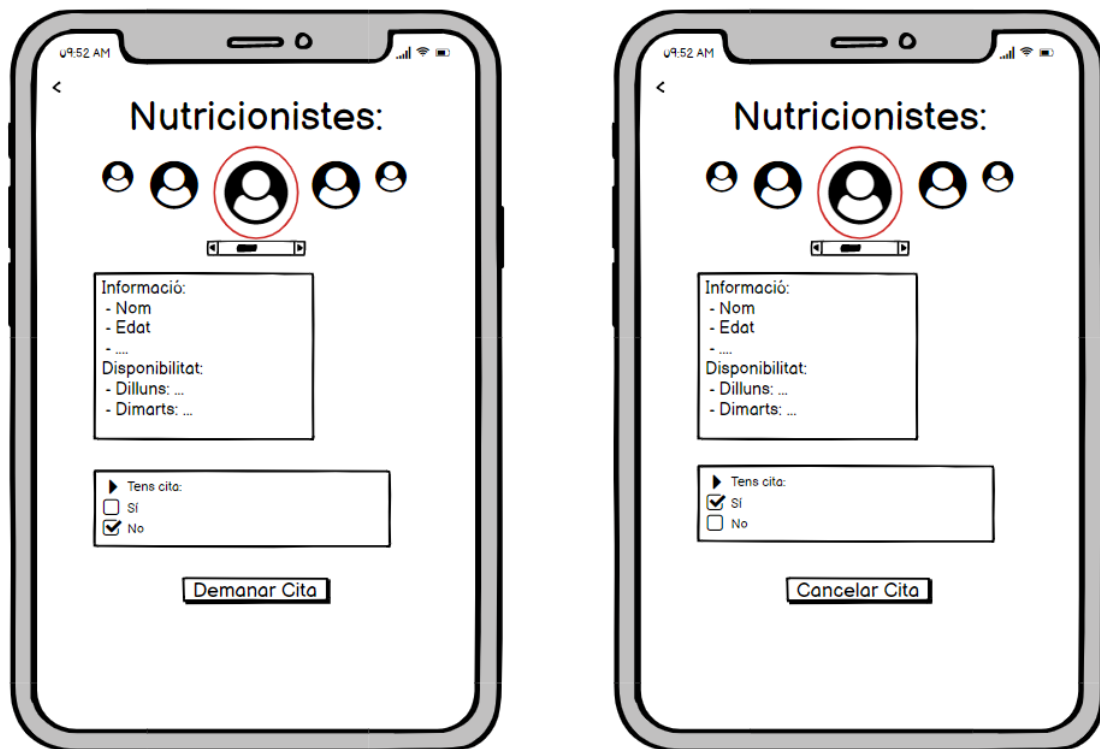 09:52 AM
<
Nutricionistes:
Informació:
- Nom
- Edat
- ....
Disponibilitat:
- Dilluns: ...
- Dimarts: ...
Tens cita:
Sí
No
Demanar Cita
09:52 AM
<
Nutricionistes:
Informació:
- Nom
- Edat
- ....
Disponibilitat:
- Dilluns: ...
- Dimarts: ...
Tens cita:
Sí
No
Cancelar Cita